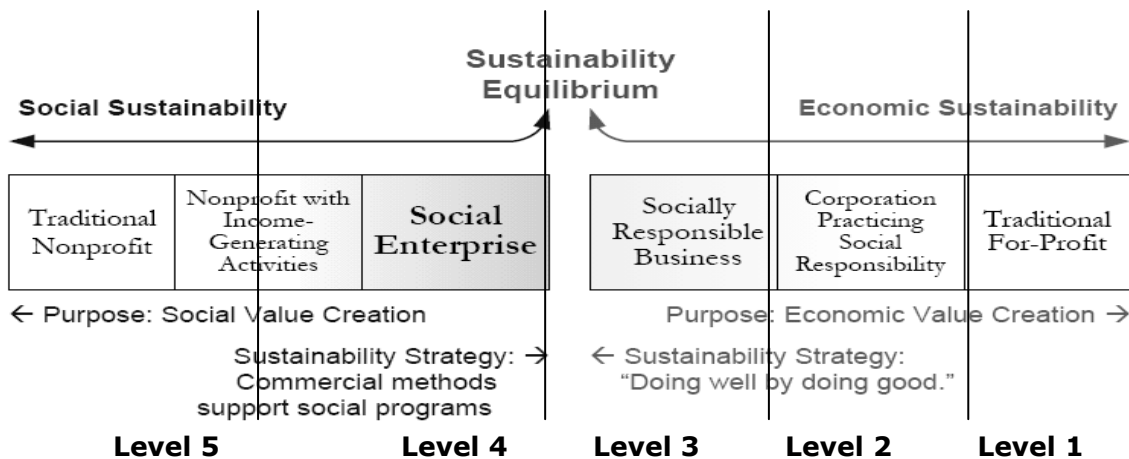 Sustainability
Equilibrium
Social Sustainability
Economic Sustainability
Traditional
Nonprofit
Nonprofit with
Income-
Generating
Activities
Social
Enterprise
Socially
Responsible
Business
Corporation
Practicing
Social
Responsibility
Traditional
For-Profit
← Purpose: Social Value Creation
Purpose: Economic Value Creation →
Sustainability Strategy: →
Commercial methods
support social programs
← Sustainability Strategy:
“Doing well by doing good.”
Level 5
Level 4
Level 3
Level 2
Level 1